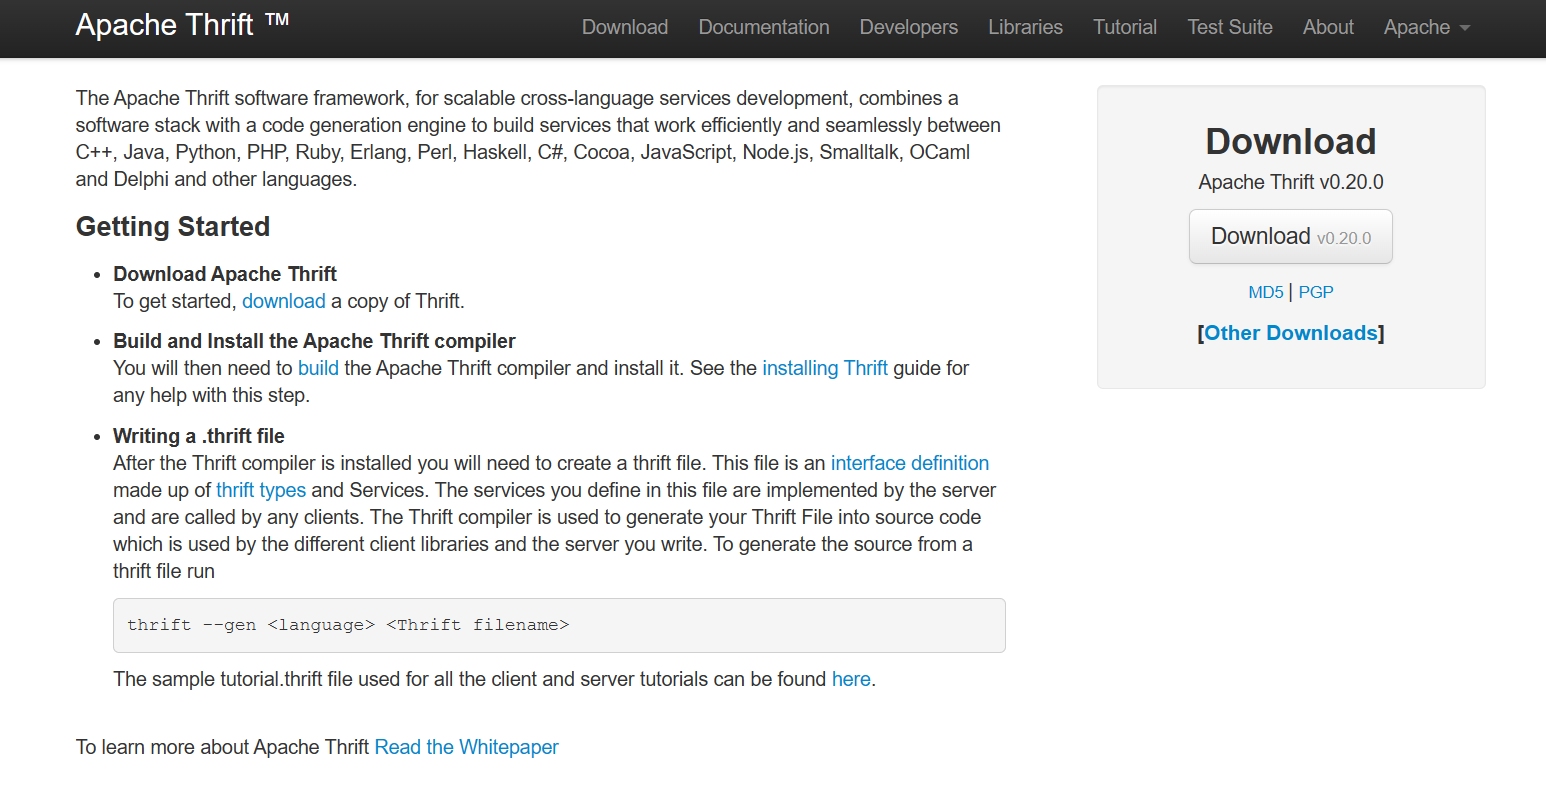 Apache Thrift ™
Download Documentation Developers Libraries Tutorial Test Suite About Apache
The Apache Thrift software framework, for scalable cross-language services development, combines a
software stack with a code generation engine to build services that work efficiently and seamlessly between
C++, Java, Python, PHP, Ruby, Erlang, Perl, Haskell, C#, Cocoa, JavaScript, Node.js, Smalltalk, OCaml
and Delphi and other languages.
Getting Started
• Download Apache Thrift
To get started, download a copy of Thrift.
• Build and Install the Apache Thrift compiler
You will then need to build the Apache Thrift compiler and install it. See the installing Thrift guide for
any help with this step.
• Writing a .thrift file
After the Thrift compiler is installed you will need to create a thrift file. This file is an interface definition
made up of thrift types and Services. The services you define in this file are implemented by the server
and are called by any clients. The Thrift compiler is used to generate your Thrift File into source code
which is used by the different client libraries and the server you write. To generate the source from a
thrift file run
thrift --gen <language> <Thrift filename>
The sample tutorial.thrift file used for all the client and server tutorials can be found here.
To learn more about Apache Thrift Read the Whitepaper
Download
Apache Thrift v0.20.0
Download v0.20.0
MD5 | PGP
[Other Downloads]